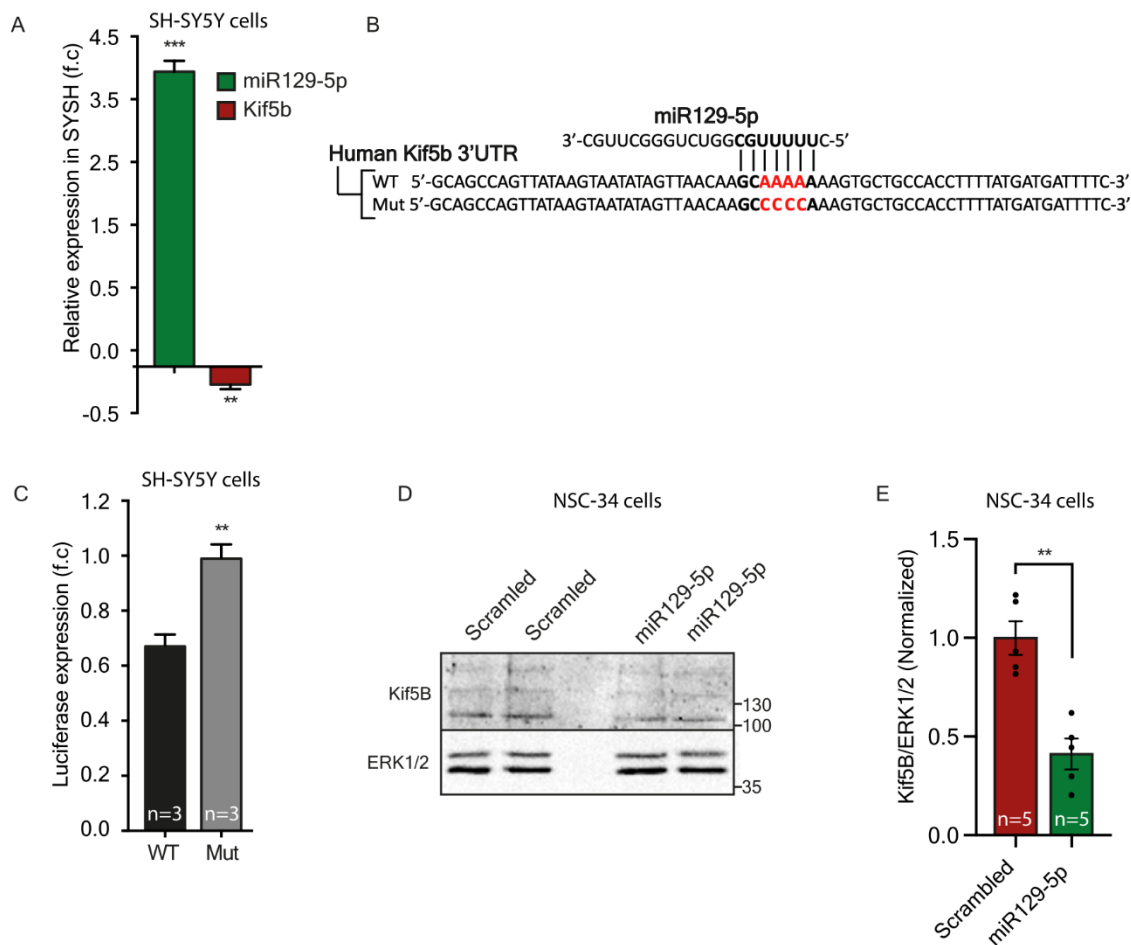 A
SH-SY5Y cells
Relative expression in SYSH (f.c)
4.5
3.5
2.5
1.5
0.5
0.0
-0.5
***
**
miR129-5p
Kif5b
B
miR129-5p
3'-CGUUCGGGUCUGGCGUUUUUC-5'
Human Kif5b 3'UTR
WT 5'-GCAGCCAGTTATAAGTAATATAGTTAACAAGCAAAAAAAGTGCTGCCACCTTTTATGATGATTTTC-3'
Mut 5'-GCAGCCAGTTATAAGTAATATAGTTAACAAGCCCCCAAAGTGCTGCCACCTTTTATGATGATTTTC-3'
C
SH-SY5Y cells
Luciferase expression (f.c)
1.2
1.0
0.8
0.6
0.4
0.2
0.0
**
n=3
n=3
WT
Mut
D
NSC-34 cells
Scrambled
Scrambled
miR129-5p
miR129-5p
Kif5B
130
100
ERK1/2
35
E
NSC-34 cells
Kif5B/ERK1/2 (Normalized)
1.5
1.0
0.5
0.0
**
n=5
n=5
Scrambled
miR129-5p